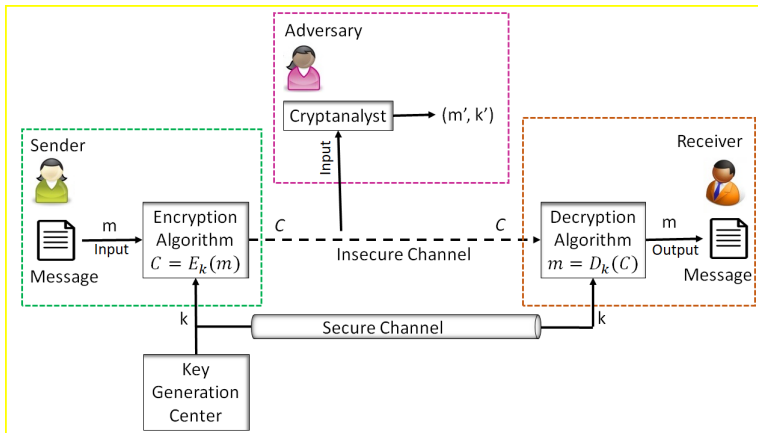 Adversary
Cryptanalyst
(m’, k’)
Input
Sender
Receiver
m
Input
Message
Encryption
Algorithm
C = E_k(m)
C
C
Insecure Channel
Decryption
Algorithm
m = D_k(C)
m
Output
Message
k
Secure Channel
k
Key
Generation
Center